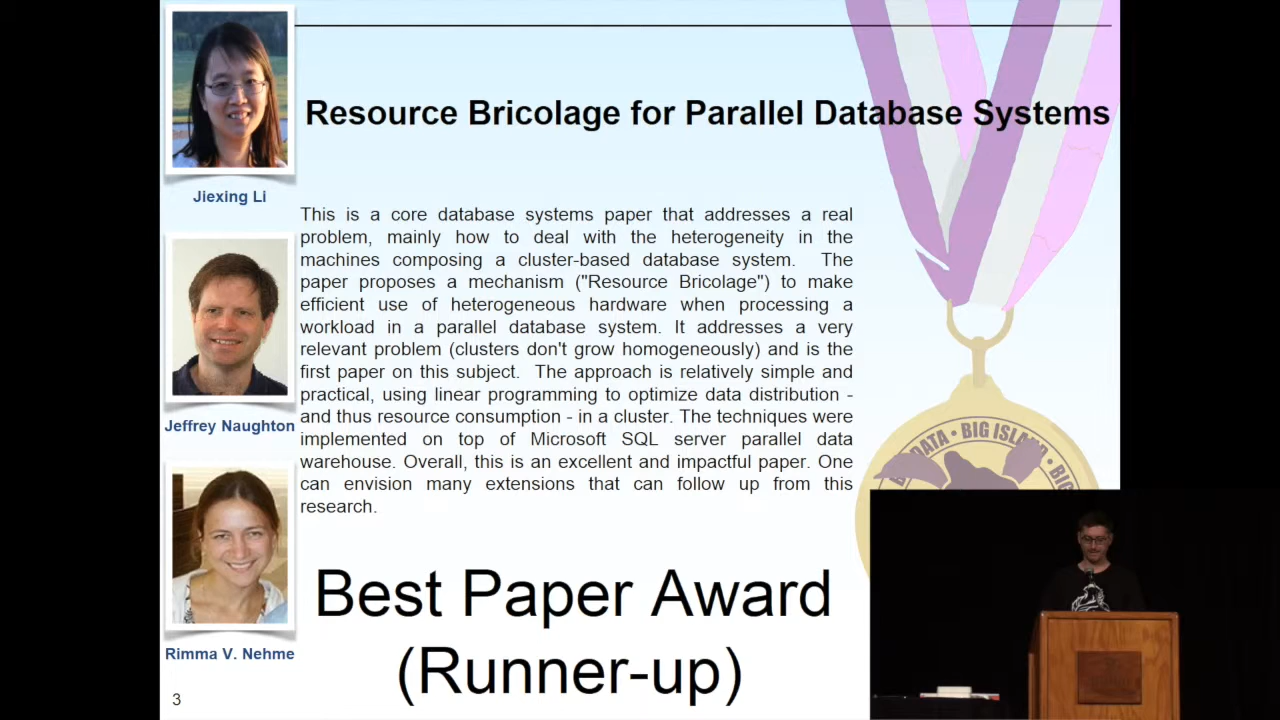 Resource Bricolage for Parallel Database Systems
Jiexing Li
This is a core database systems paper that addresses a real
problem, mainly how to deal with the heterogeneity in the
machines composing a cluster-based database system. The
paper proposes a mechanism ("Resource Bricolage") to make
efficient use of heterogeneous hardware when processing a
workload in a parallel database system. It addresses a very
relevant problem (clusters don't grow homogeneously) and is the
first paper on this subject. The approach is relatively simple and
practical, using linear programming to optimize data distribution -
and thus resource consumption - in a cluster. The techniques were
implemented on top of Microsoft SQL server parallel data
warehouse. Overall, this is an excellent and impactful paper. One
can envision many extensions that can follow up from this
research.
Jeffrey Naughton
Rimma V. Nehme
DATA • BIG ISLAND • BIG
Best Paper Award
(Runner-up)
3